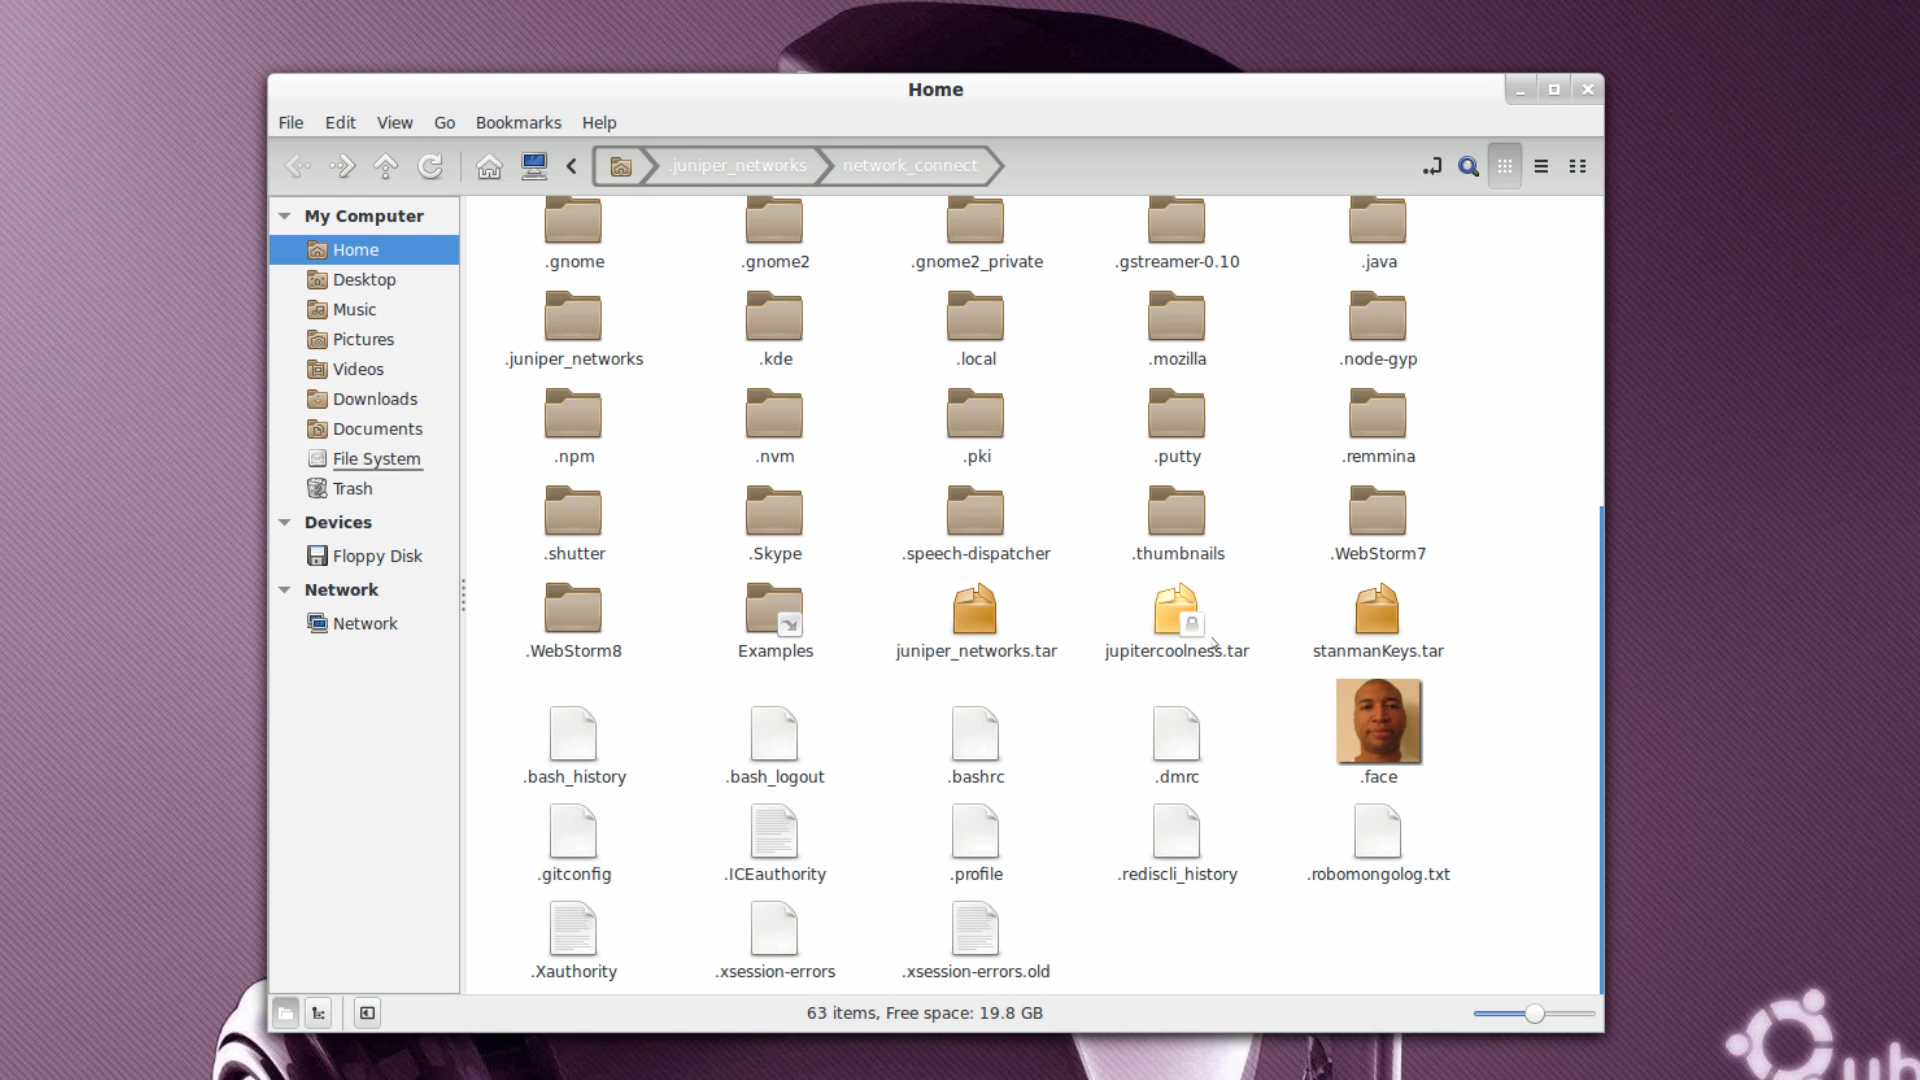 Home
File Edit View Go Bookmarks Help
.juniper_networks network_connect
My Computer
Home
Desktop
Music
Pictures
Videos
Downloads
Documents
File System
Trash
Devices
Floppy Disk
Network
Network
.gnome .gnome2 .gnome2_private .gstreamer-0.10 .java
.juniper_networks .kde .local .mozilla .node-gyp
.npm .nvm .pki .putty .remmina
.shutter .Skype .speech-dispatcher .thumbnails .WebStorm7
.WebStorm8 Examples juniper_networks.tar jupitercoolness.tar stanmanKeys.tar
.bash_history .bash_logout .bashrc .dmrc .face
.gitconfig .ICEauthority .profile .rediscli_history .robomongolog.txt
.Xauthority .xsession-errors .xsession-errors.old
63 items, Free space: 19.8 GB